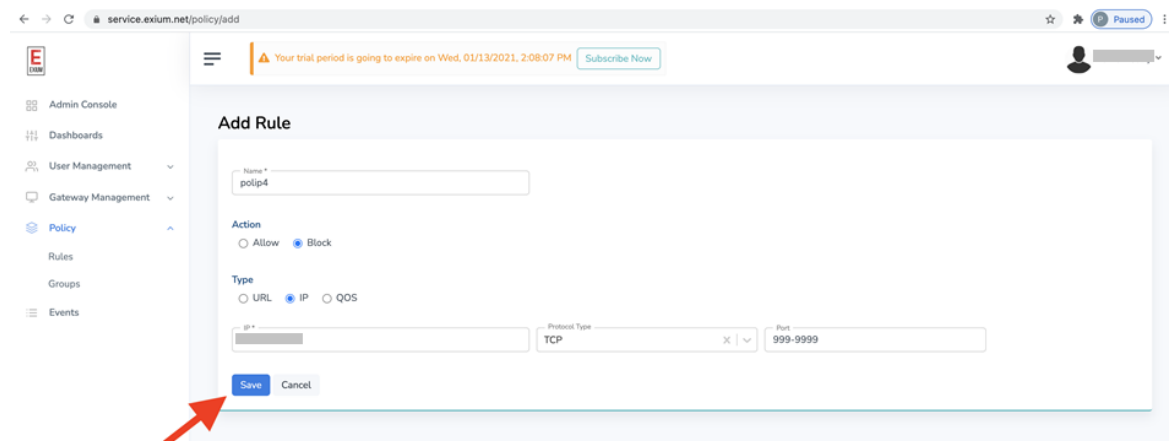 service.exium.net/policy/add
P Paused
E
EXIUM
Your trial period is going to expire on Wed, 01/13/2021, 2:08:07 PM Subscribe Now
Admin Console
Dashboards
User Management
Gateway Management
Policy
Rules
Groups
Events
Add Rule
Name *
polip4
Action
Allow Block
Type
URL IP QOS
IP * Protocol Type Port
TCP 999-9999
Save Cancel